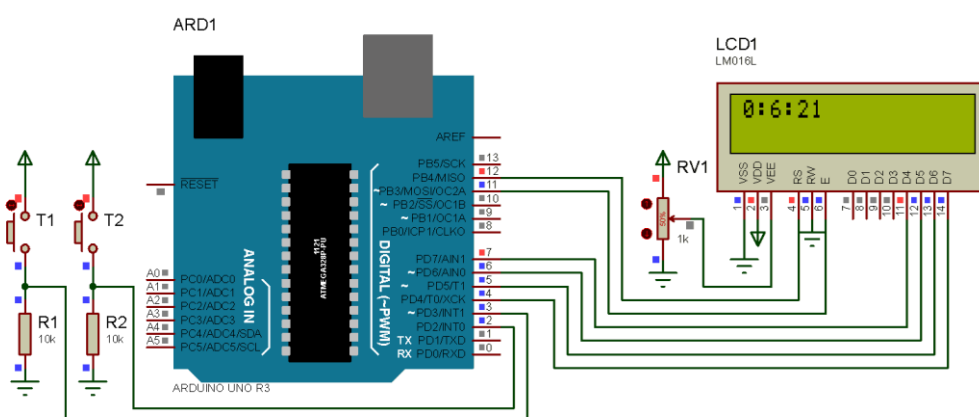 ARD1
LCD1
LM016L
0:6:21
AREF
13
PB5/SCK
12
PB4/MISO
11
~PB3/MOSI/OC2A
10
~ PB2/SS/OC1B
9
~ PB1/OC1A
8
PB0/ICP1/CLKO
RESET
RV1
50%
1k
VSS
VDD
VEE
RS
RW
E
D0
D1
D2
D3
D4
D5
D6
D7
1
2
3
4
5
6
7
8
9
10
11
12
13
14
T1
T2
1121
ATMEGA328P-PU
DIGITAL (~PWM)
ANALOG IN
7
PD7/AIN1
6
~ PD6/AIN0
5
~ PD5/T1
4
PD4/T0/XCK
3
~ PD3/INT1
2
PD2/INT0
1
TX PD1/TXD
0
RX PD0/RXD
A0 PC0/ADC0
A1 PC1/ADC1
A2 PC2/ADC2
A3 PC3/ADC3
A4 PC4/ADC4/SDA
A5 PC5/ADC5/SCL
R1
10k
R2
10k
ARDUINO UNO R3